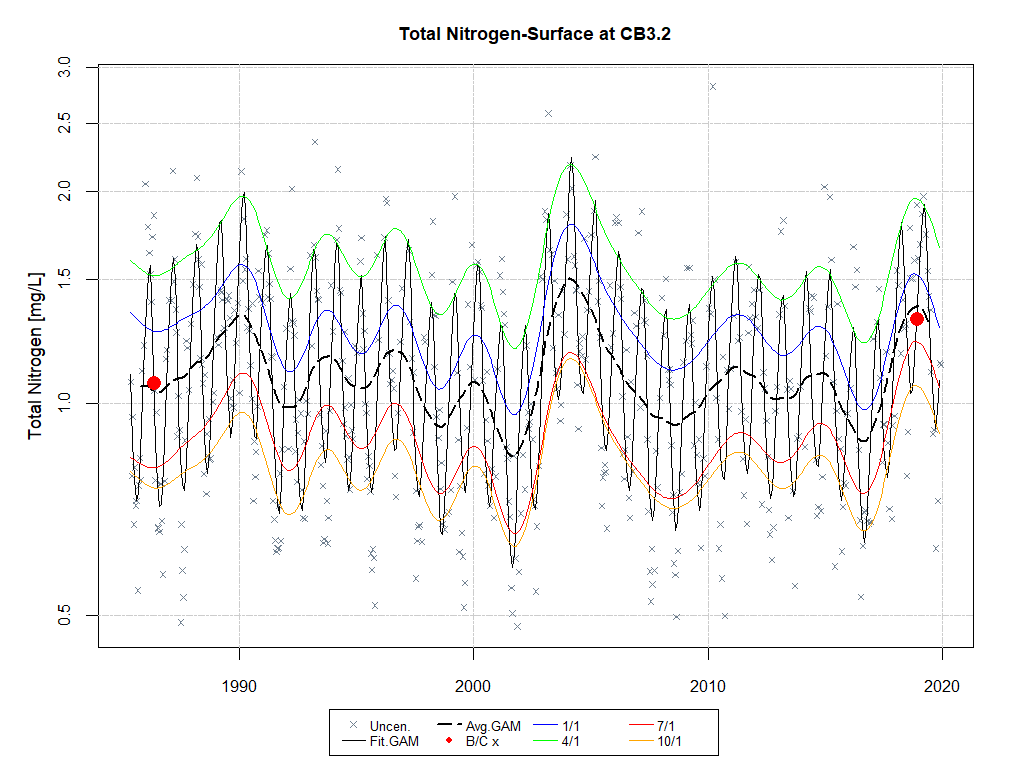 Total Nitrogen-Surface at CB3.2
Total Nitrogen [mg/L]
3.0
2.5
2.0
1.5
1.0
0.5
1990 2000 2010 2020
Uncen. Avg.GAM 1/1 7/1
Fit.GAM B/C x 4/1 10/1